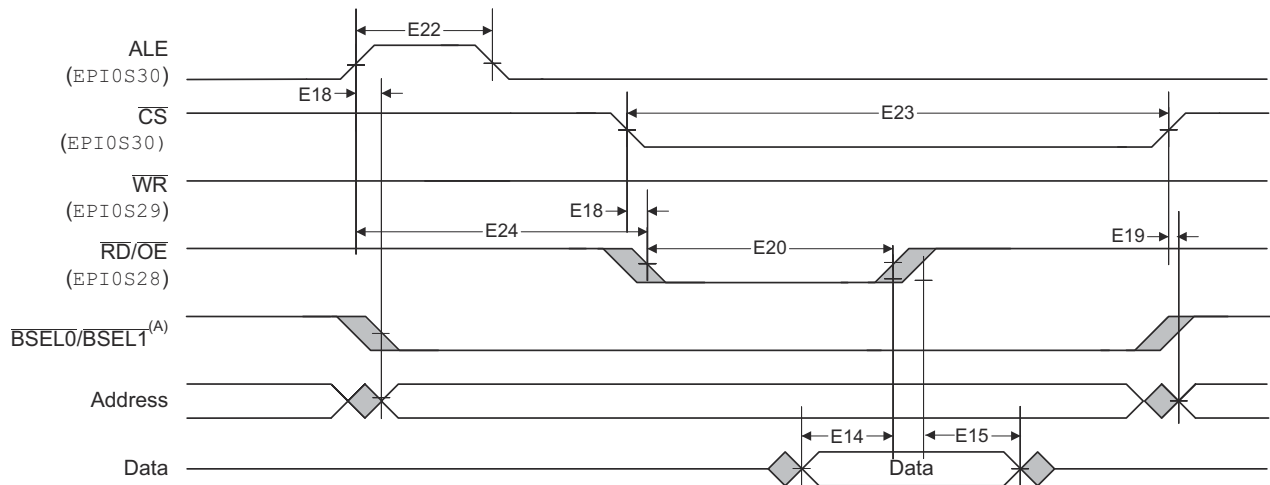 E22
ALE
(EPI0S30)
E18
CS
E23
(EPI0S30)
WR
(EPI0S29)
E18
E24
RD/OE
E20
E19
(EPI0S28)
BSEL0/BSEL1(A)
Address
E14
E15
Data
Data